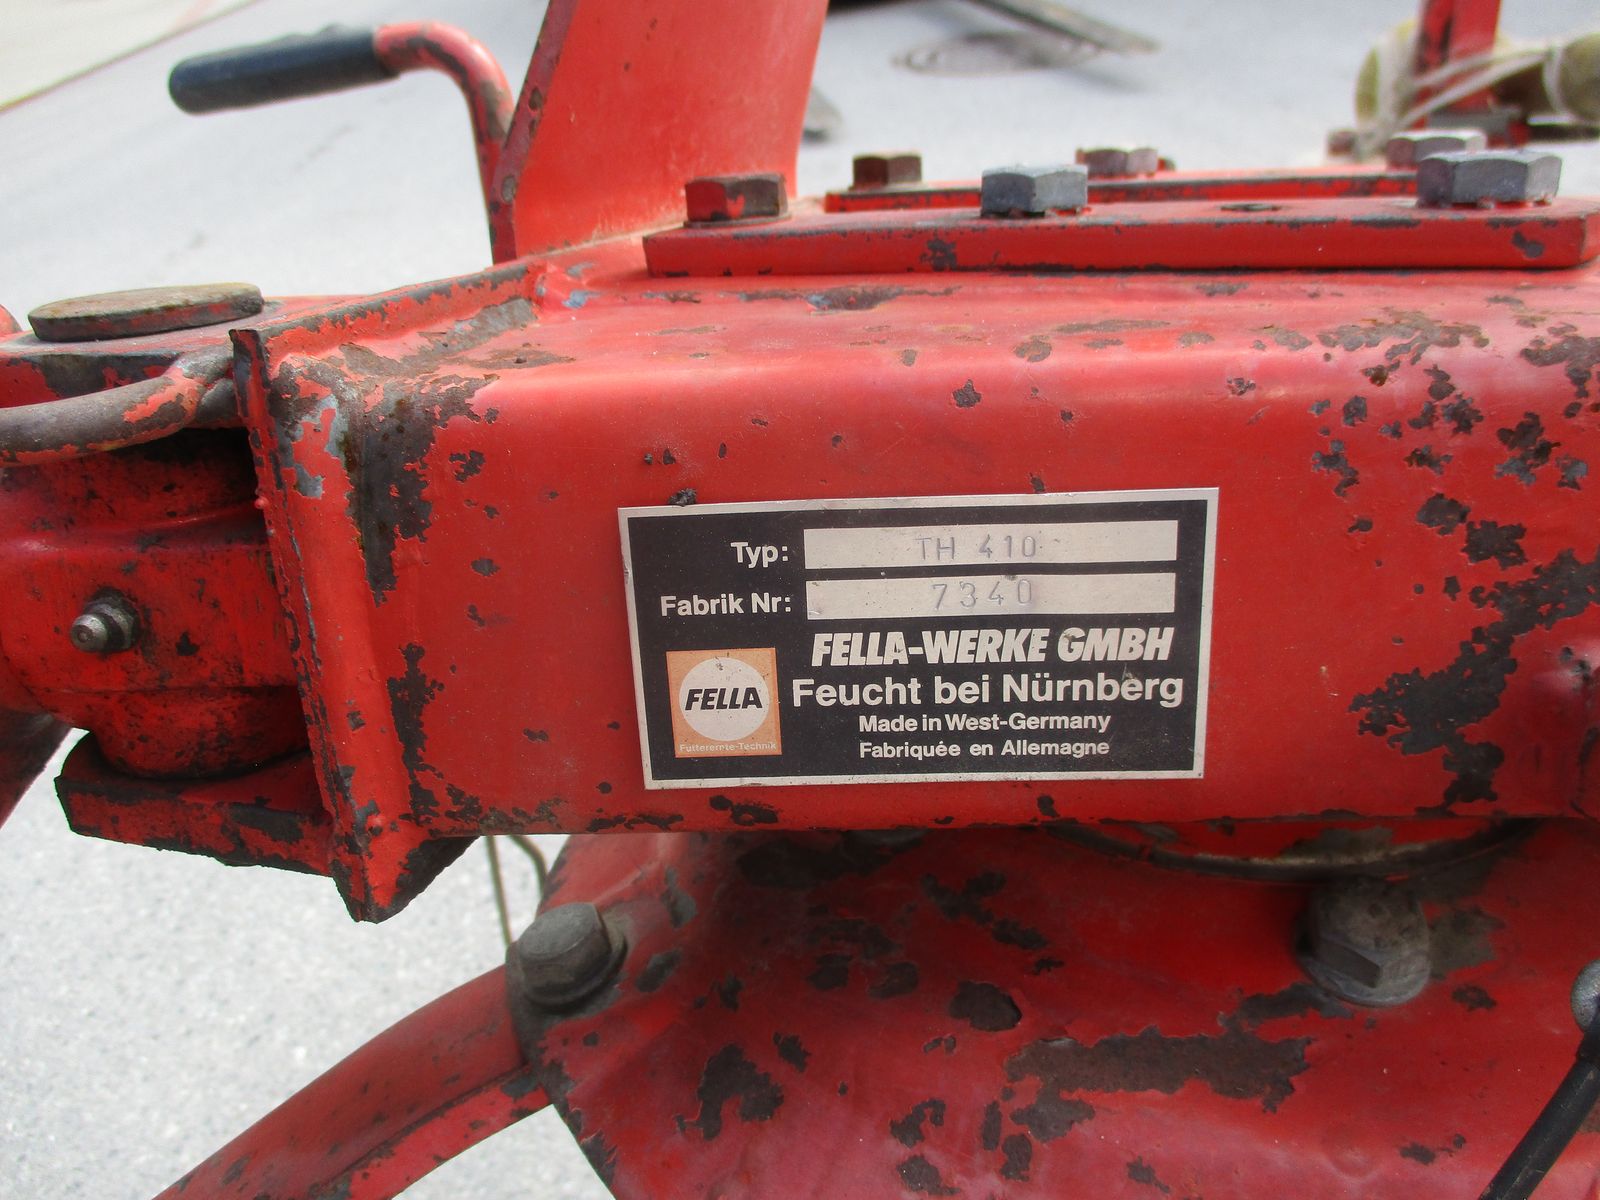 Typ: TH 410
Fabrik Nr: 7340
FELLA-WERKE GMBH
Feucht bei Nürnberg
Made in West-Germany
Fabriquée en Allemagne
FELLA
Futterernte-Technik